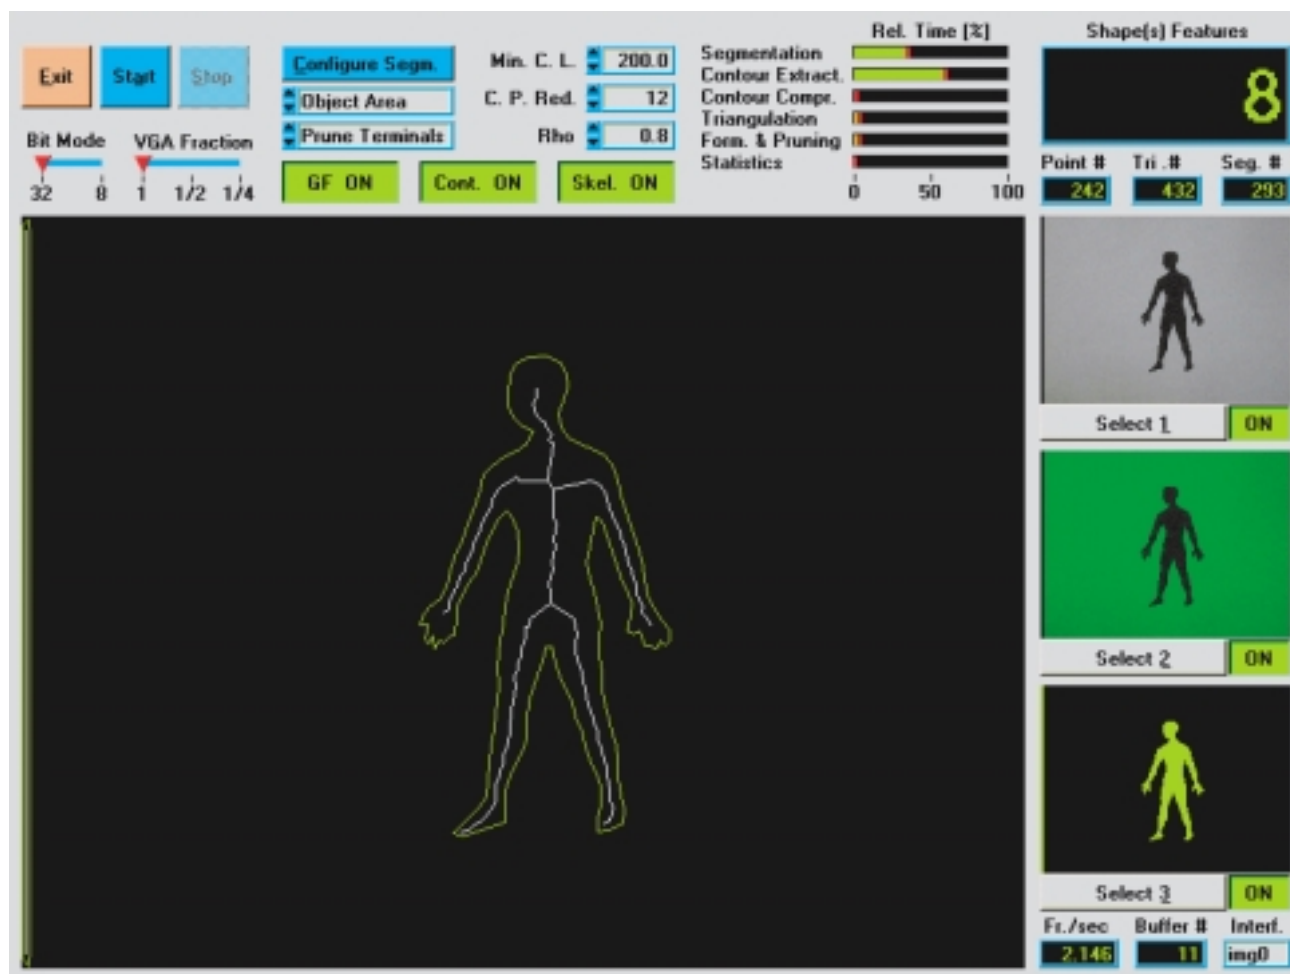 Exit
Start
Stop
Bit Mode
VGA Fraction
32 8
1 1/2 1/4
Configure Segm.
Object Area
Prune Terminals
Min. C. L. 200.0
C. P. Red. 12
Rho 0.8
GF ON
Cont. ON
Skel. ON
Rel. Time [%]
Segmentation
Contour Extract.
Contour Compr.
Triangulation
Form. & Pruning
Statistics
0 50 100
Shape(s) Features
8
Point # Tri .# Seg. #
242 432 293
Select 1 ON
Select 2 ON
Select 3 ON
Fr./sec Buffer # Interf.
2.146 11 img0